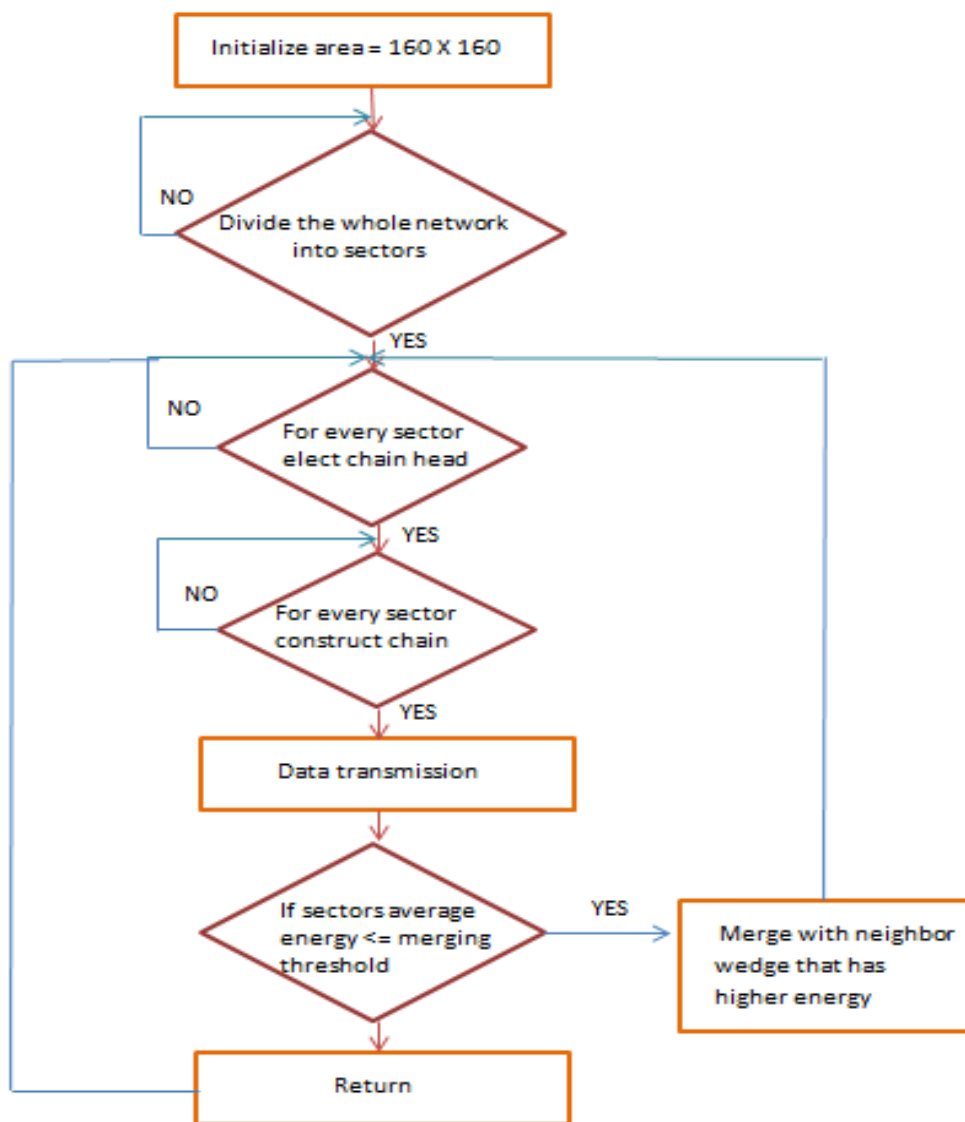 Initialize area = 160 X 160
NO
Divide the whole network
into sectors
YES
NO
For every sector
elect chain head
YES
NO
For every sector
construct chain
YES
Data transmission
If sectors average
energy <= merging
threshold
YES
Merge with neighbor
wedge that has
higher energy
Return